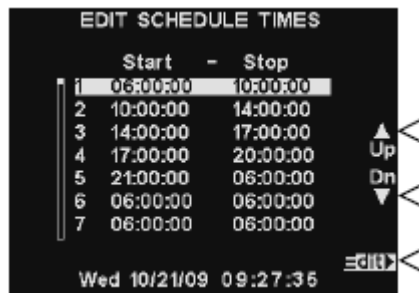 EDIT SCHEDULE TIMES
Start - Stop
1 06:00:00 10:00:00
2 10:00:00 14:00:00
3 14:00:00 17:00:00
4 17:00:00 20:00:00
5 21:00:00 06:00:00
6 06:00:00 06:00:00
7 06:00:00 06:00:00
Up
Dn
Edit
Wed 10/21/09 09:27:35